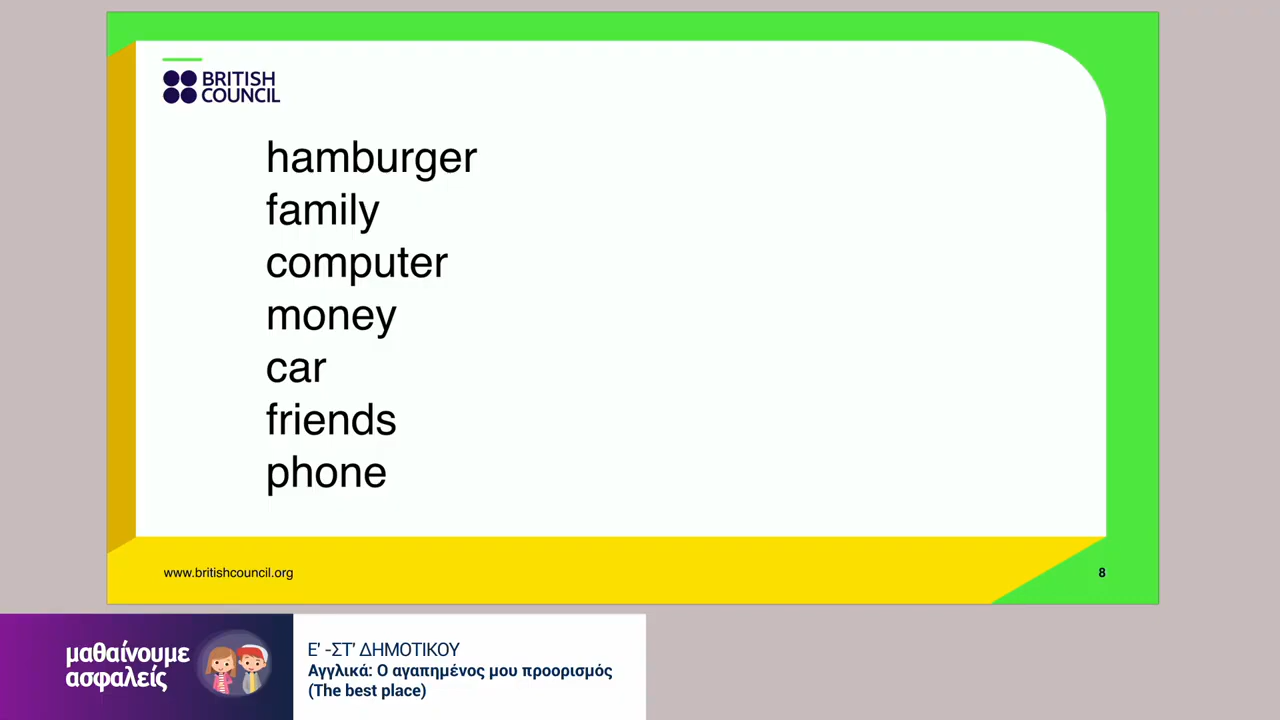 BRITISH
COUNCIL
hamburger
family
computer
money
car
friends
phone
www.britishcouncil.org
8
μαθαίνουμε
ασφαλείς
Ε' -ΣΤ' ΔΗΜΟΤΙΚΟΥ
Αγγλικά: Ο αγαπημένος μου προορισμός
(The best place)